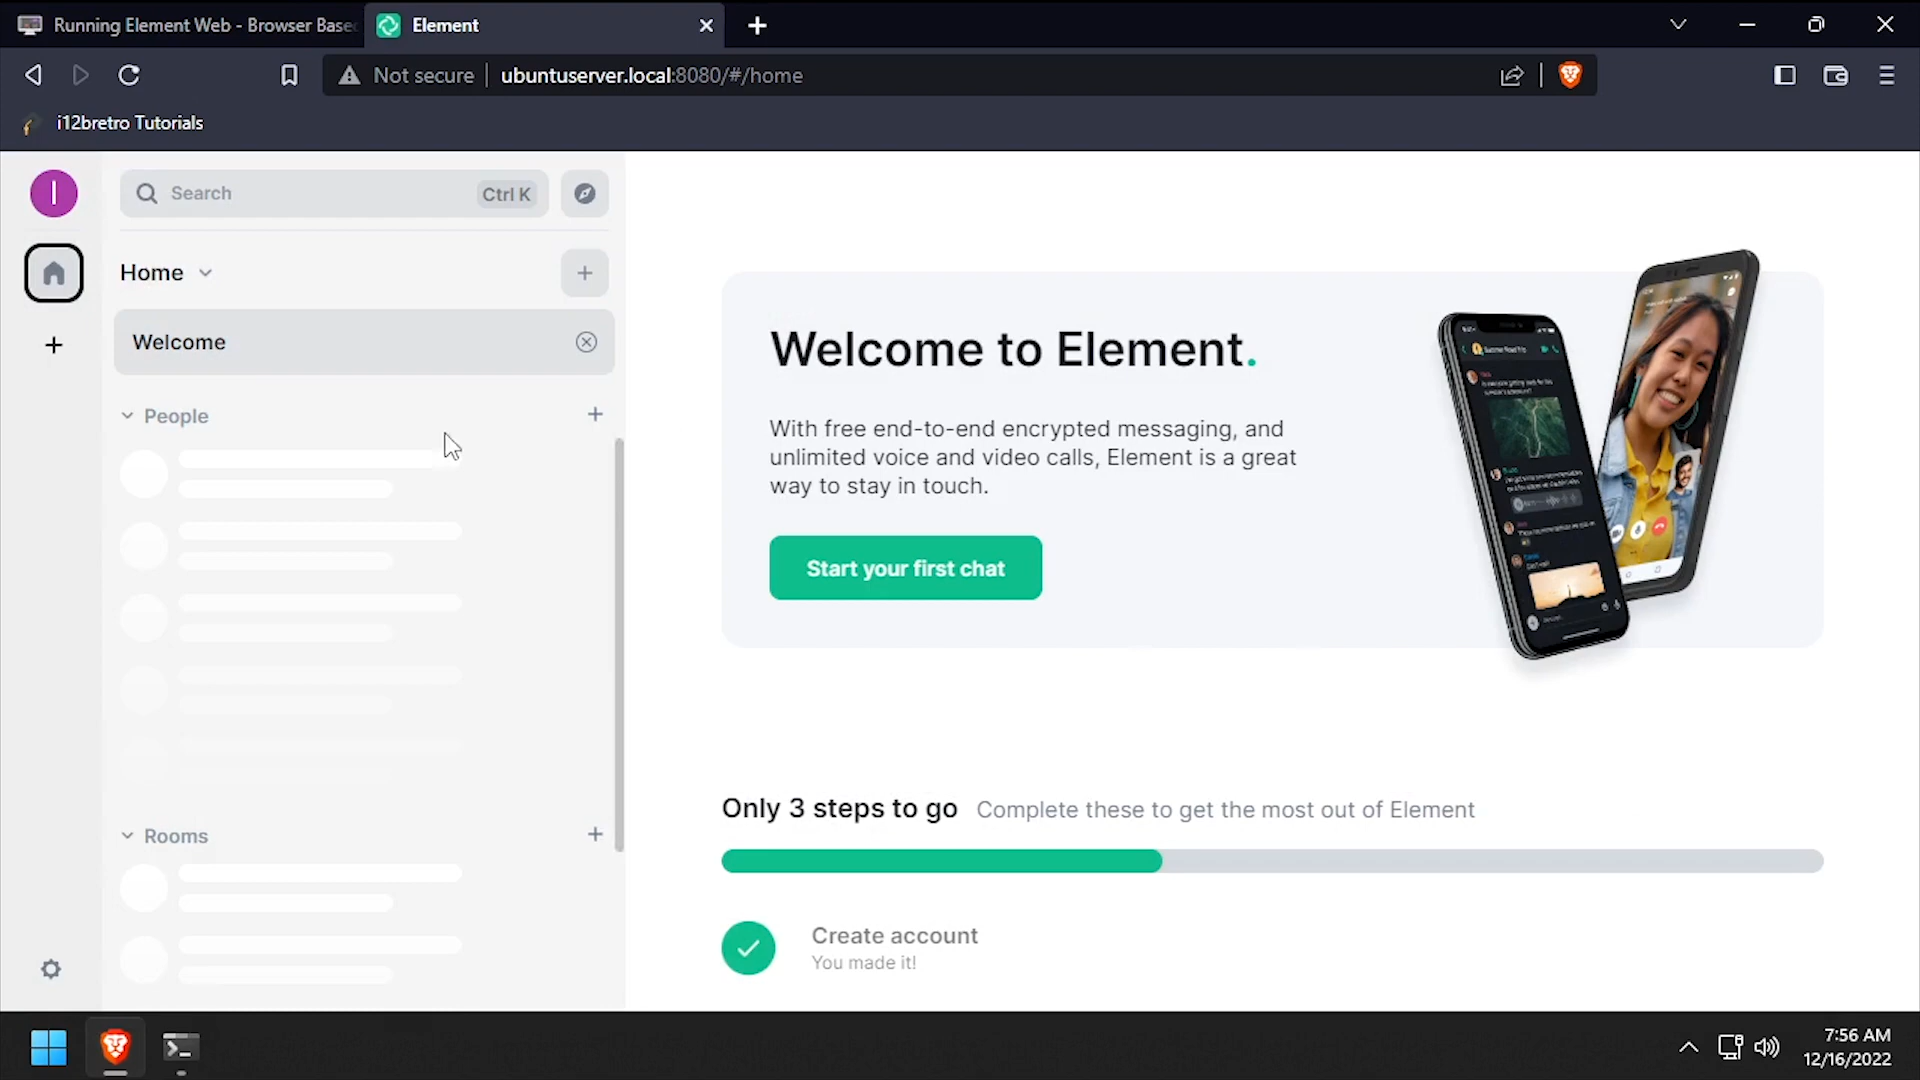 Running Element Web - Browser Base
Element
Not secure
ubuntuserver.local:8080/#/home
i12bretro Tutorials
I
Search
Ctrl K
Home
Welcome
People
Rooms
Welcome to Element.
With free end-to-end encrypted messaging, and
unlimited voice and video calls, Element is a great
way to stay in touch.
Start your first chat
Only 3 steps to go
Complete these to get the most out of Element
Create account
You made it!
7:56 AM
12/16/2022